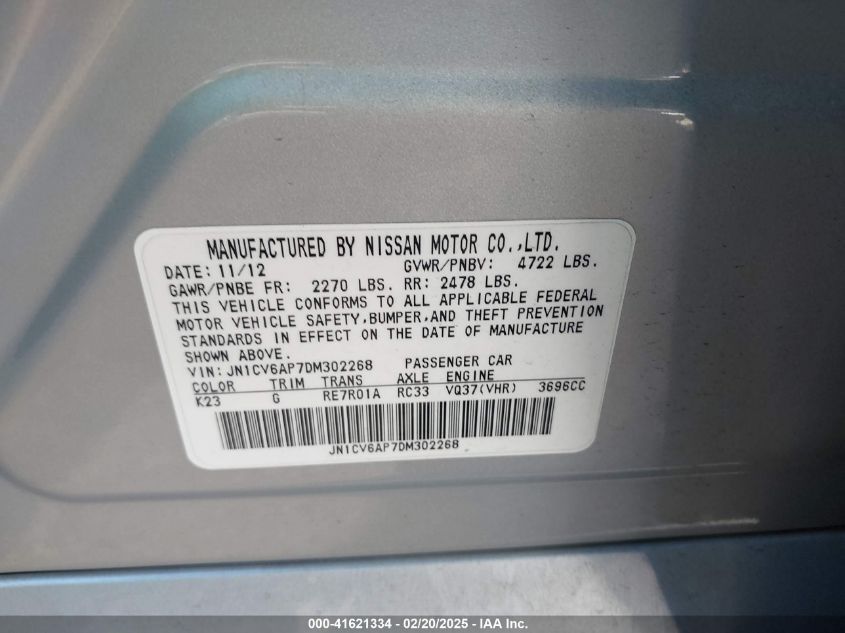 MANUFACTURED BY NISSAN MOTOR CO.,LTD.
DATE: 11/12 GVWR/PNBV: 4722 LBS.
GAWR/PNBE FR: 2270 LBS. RR: 2478 LBS.
THIS VEHICLE CONFORMS TO ALL APPLICABLE FEDERAL
MOTOR VEHICLE SAFETY,BUMPER,AND THEFT PREVENTION
STANDARDS IN EFFECT ON THE DATE OF MANUFACTURE
SHOWN ABOVE.
VIN: JN1CV6AP7DM302268 PASSENGER CAR
COLOR TRIM TRANS AXLE ENGINE
K23 G RE7R01A RC33 VQ37(VHR) 3696CC
JN1CV6AP7DM302268
000-41621334 — 02/20/2025 — IAA Inc.